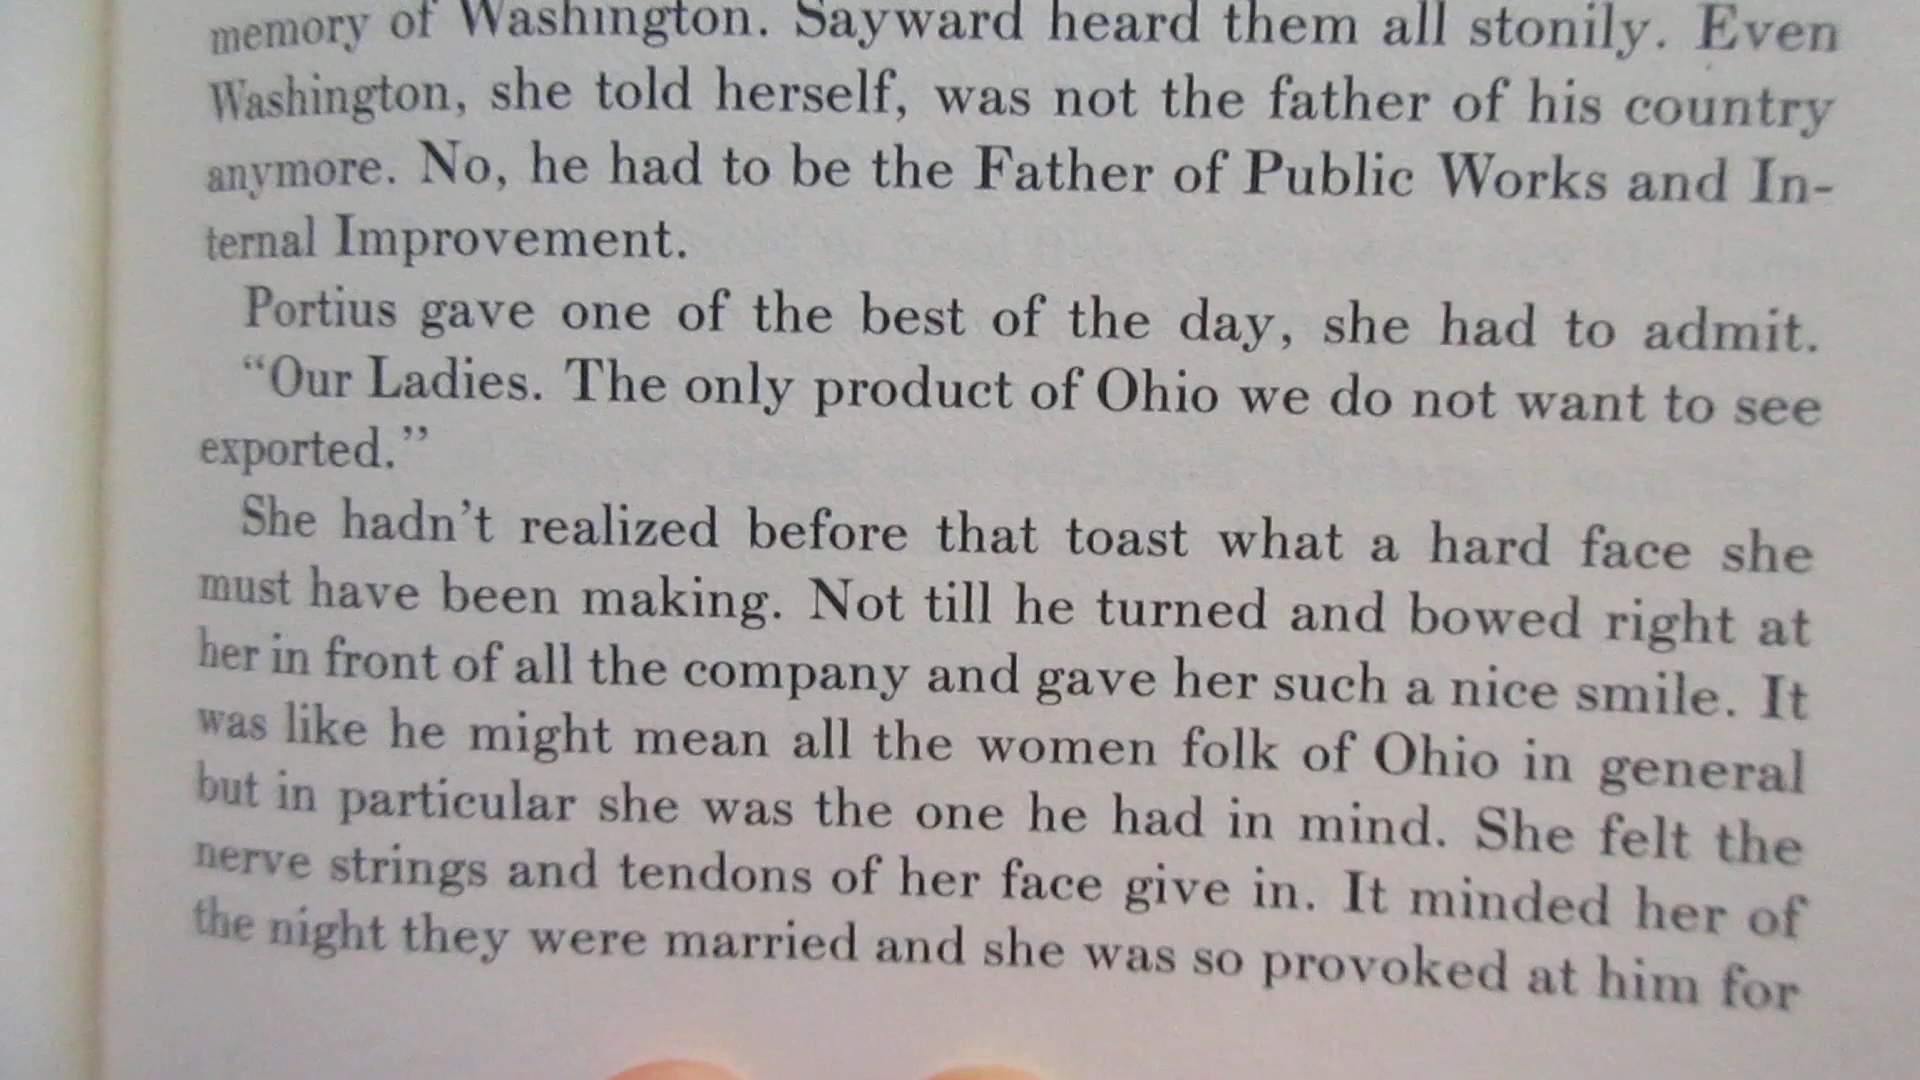 memory of Washington. Sayward heard them all stonily. Even
Washington, she told herself, was not the father of his country
anymore. No, he had to be the Father of Public Works and In-
ternal Improvement.
Portius gave one of the best of the day, she had to admit.
“Our Ladies. The only product of Ohio we do not want to see
exported.”
She hadn’t realized before that toast what a hard face she
must have been making. Not till he turned and bowed right at
her in front of all the company and gave her such a nice smile. It
was like he might mean all the women folk of Ohio in general
but in particular she was the one he had in mind. She felt the
nerve strings and tendons of her face give in. It minded her of
the night they were married and she was so provoked at him for